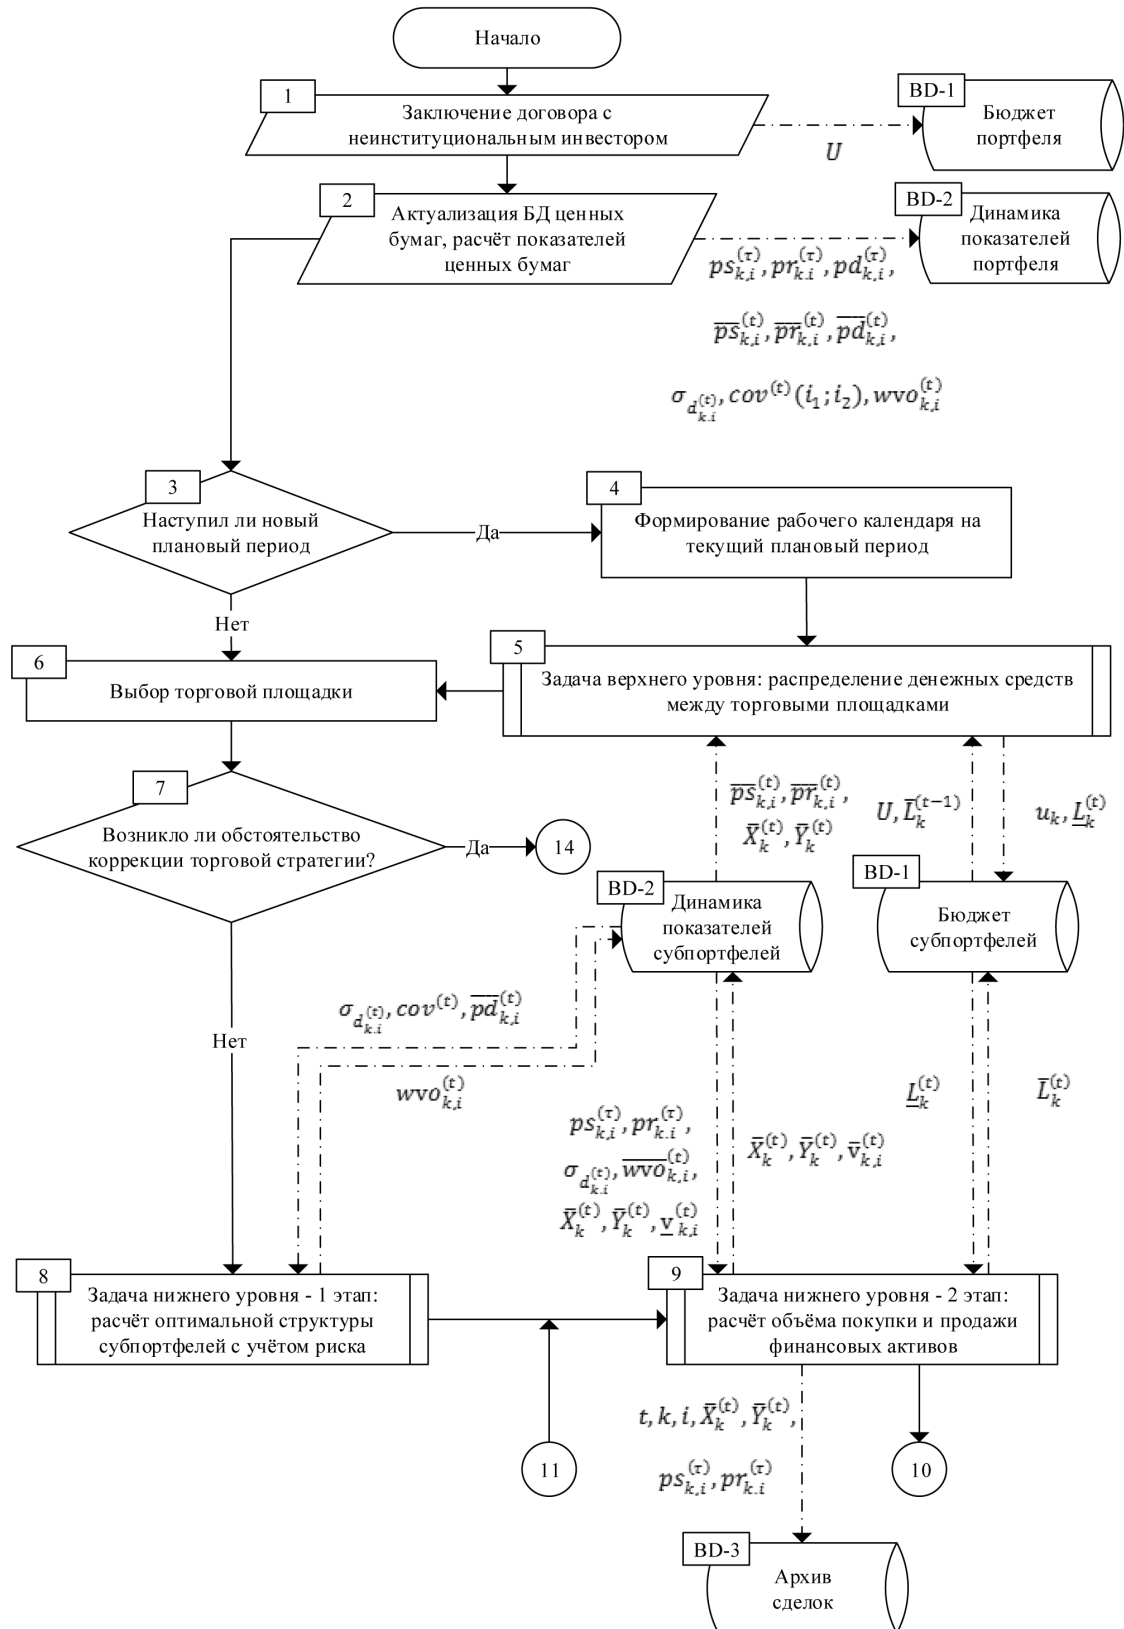 Начало
1
Заключение договора с
неинституциональным инвестором
BD-1
Бюджет
портфеля
U
2
Актуализация БД ценных
бумаг, расчёт показателей
ценных бумаг
BD-2
Динамика
показателей
портфеля
ps_{k,i}^{(τ)}, pr_{k.i}^{(τ)}, pd_{k,i}^{(τ)},
\overline{ps}_{k,i}^{(t)}, \overline{pr}_{k,i}^{(t)}, \overline{pd}_{k,i}^{(t)},
σ_{d_{k.i}^{(t)}}, cov^{(t)}(i_1; i_2), wvo_{k,i}^{(t)}
3
Наступил ли новый
плановый период
Да
4
Формирование рабочего календаря на
текущий плановый период
Нет
6
Выбор торговой площадки
5
Задача верхнего уровня: распределение денежных средств
между торговыми площадками
7
Возникло ли обстоятельство
коррекции торговой стратегии?
Да
14
\overline{ps}_{k,i}^{(t)}, \overline{pr}_{k,i}^{(t)},
\bar{X}_k^{(t)}, \bar{Y}_k^{(t)}
U, \bar{L}_k^{(t-1)}
u_k, \underline{L}_k^{(t)}
BD-2
Динамика
показателей
субпортфелей
BD-1
Бюджет
субпортфелей
Нет
σ_{d_{k.i}^{(t)}}, cov^{(t)}, \overline{pd}_{k,i}^{(t)}
wvo_{k,i}^{(t)}
ps_{k,i}^{(τ)}, pr_{k.i}^{(τ)},
σ_{d_{k.i}^{(t)}}, \overline{wvo}_{k,i}^{(t)},
\bar{X}_k^{(t)}, \bar{Y}_k^{(t)}, \underline{v}_{k,i}^{(t)}
\bar{X}_k^{(t)}, \bar{Y}_k^{(t)}, \bar{v}_{k,i}^{(t)}
\underline{L}_k^{(t)}
\bar{L}_k^{(t)}
8
Задача нижнего уровня - 1 этап:
расчёт оптимальной структуры
субпортфелей с учётом риска
9
Задача нижнего уровня - 2 этап:
расчёт объёма покупки и продажи
финансовых активов
11
t, k, i, \bar{X}_k^{(t)}, \bar{Y}_k^{(t)},
ps_{k,i}^{(τ)}, pr_{k.i}^{(τ)}
10
BD-3
Архив
сделок